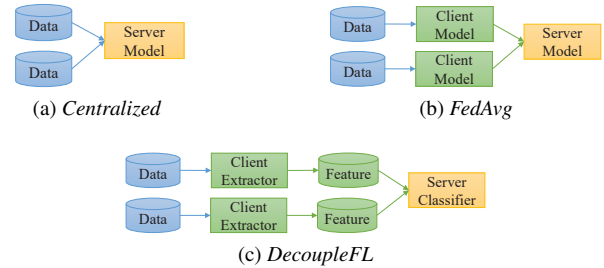 Data
Data
Server
Model
(a) Centralized
Data
Client
Model
Data
Client
Model
Server
Model
(b) FedAvg
Data
Client
Extractor
Feature
Data
Client
Extractor
Feature
Server
Classifier
(c) DecoupleFL